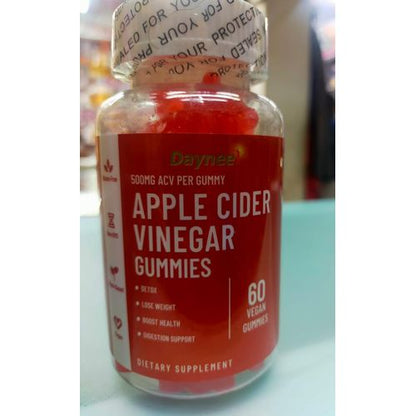 SEALED FOR YOUR PROTECTION
Daynee
500MG ACV PER GUMMY
APPLE CIDER
VINEGAR
GUMMIES
• DETOX
• LOSE WEIGHT
• BOOST HEALTH
• DIGESTION SUPPORT
60
VEGAN
GUMMIES
DIETARY SUPPLEMENT